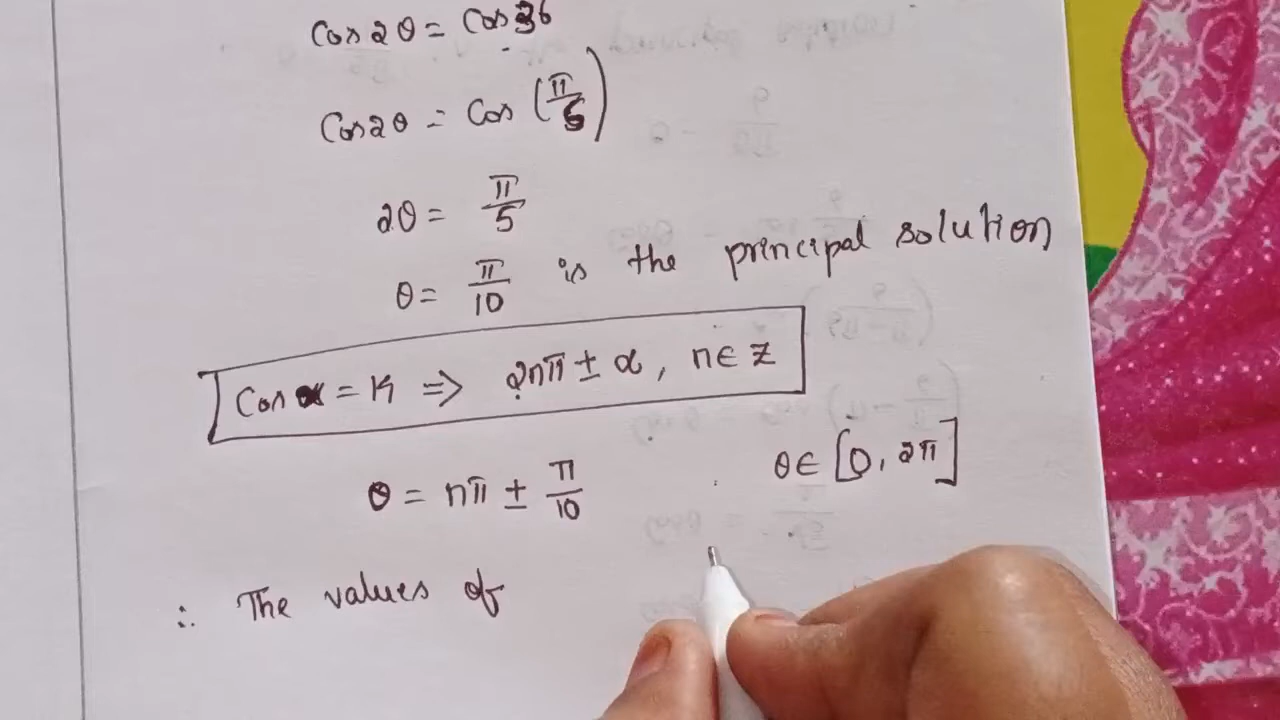 Cos 2θ = Cos 36
Cos 2θ = Cos (π/5)
2θ = π/5
θ = π/10 is the principal solution
Cos x = K ⇒ 2nπ ± α, n ∈ Z
θ = nπ ± π/10 θ ∈ [0, 2π]
∴ The values of